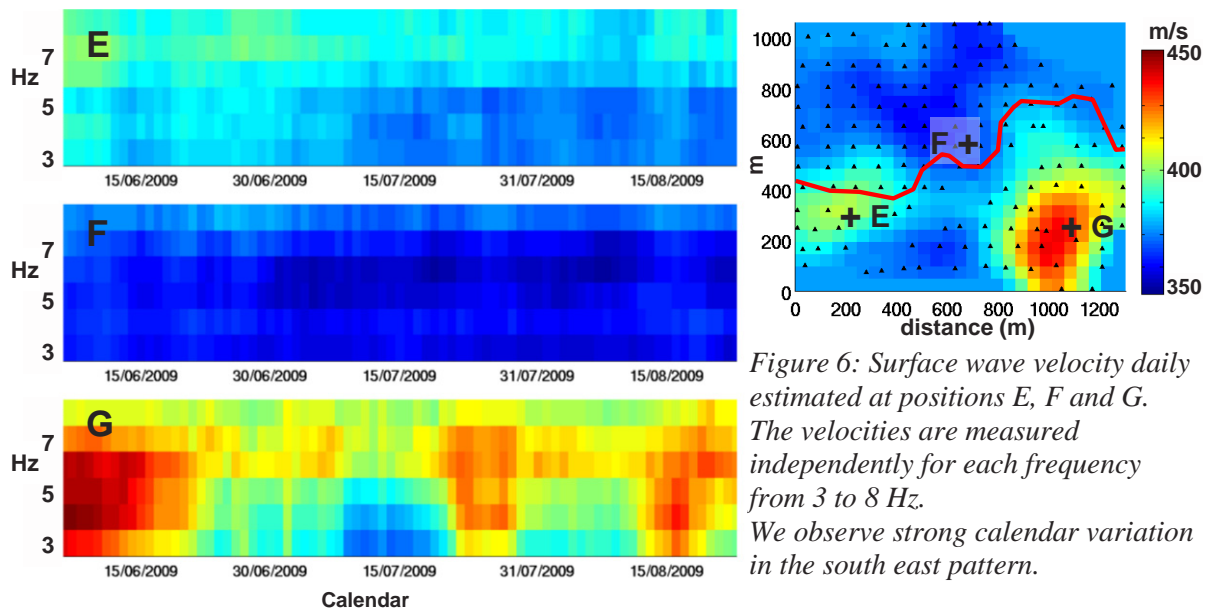 E
7
Hz
5
3
15/06/2009 30/06/2009 15/07/2009 31/07/2009 15/08/2009
F
7
Hz
5
3
15/06/2009 30/06/2009 15/07/2009 31/07/2009 15/08/2009
G
7
Hz
5
3
15/06/2009 30/06/2009 15/07/2009 31/07/2009 15/08/2009
Calendar
1000
800
600
400
200
0
m
F
E
G
0 200 400 600 800 1000 1200
distance (m)
m/s
450
400
350
Figure 6: Surface wave velocity daily
estimated at positions E, F and G.
The velocities are measured
independently for each frequency
from 3 to 8 Hz.
We observe strong calendar variation
in the south east pattern.